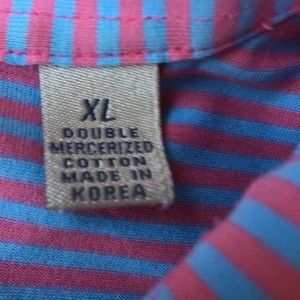 XL
DOUBLE
MERCERIZED
COTTON
MADE IN
KOREA